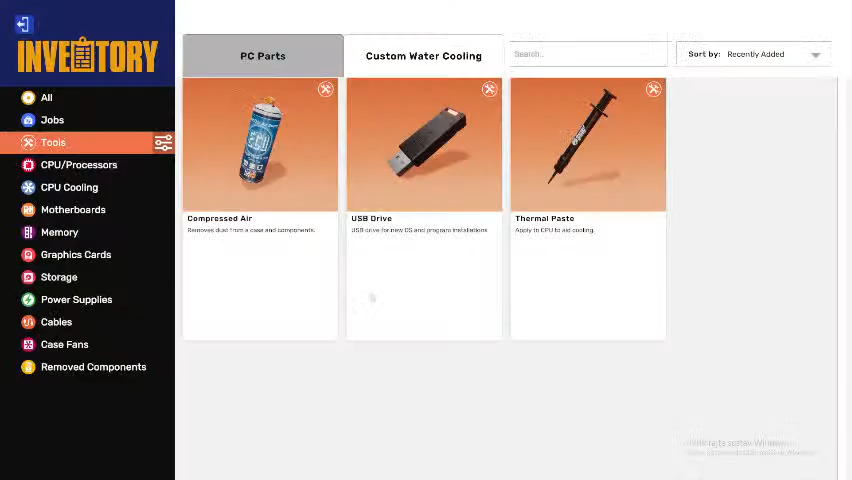 INVENTORY
All
Jobs
Tools
CPU/Processors
CPU Cooling
Motherboards
Memory
Graphics Cards
Storage
Power Supplies
Cables
Case Fans
Removed Components
PC Parts
Custom Water Cooling
Search...
Sort by: Recently Added
Compressed Air
Removes dust from a case and components.
USB Drive
USB drive for new OS and program installations
Thermal Paste
Apply to CPU to aid cooling.